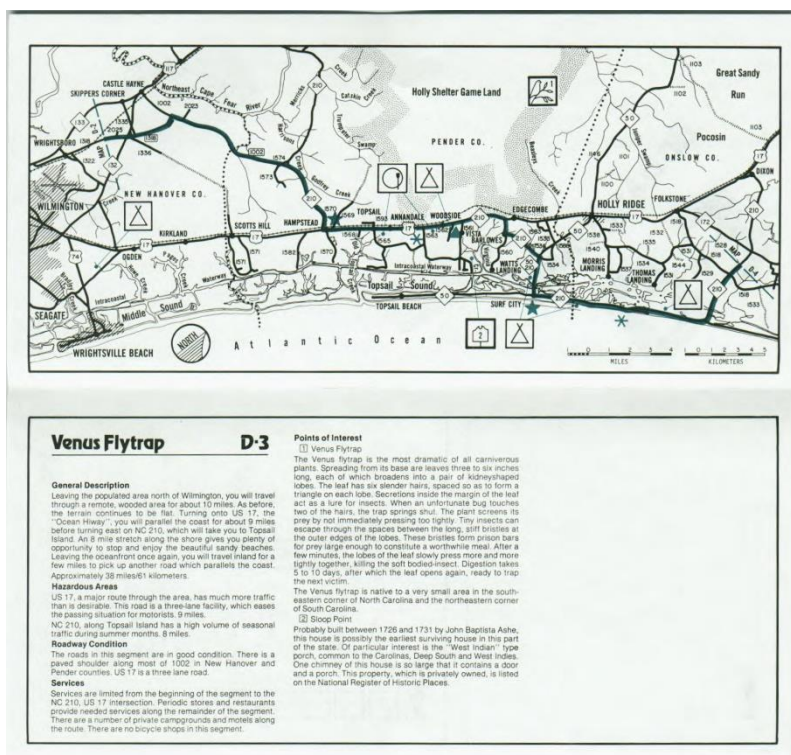 Great Sandy
Run
Pocosin
Holly Shelter Game Land
PENDER CO.
ONSLOW CO.
NEW HANOVER CO.
CASTLE HAYNE
SKIPPERS CORNER
Northeast Cape Fear River
WRIGHTSBORO
WILMINGTON
KIRKLAND
OGDEN
SCOTTS HILL
HAMPSTEAD
TOPSAIL
ANNANDALE
WOODSIDE
VISTA
BARLOWES
WATTS LANDING
EDGECOMBE
HOLLY RIDGE
FOLKSTONE
DIXON
MORRIS LANDING
THOMAS LANDING
Intracoastal Waterway
Topsail Sound
TOPSAIL BEACH
SURF CITY
SEAGATE
Middle Sound
WRIGHTSVILLE BEACH
NORTH
Atlantic Ocean
MILES
KILOMETERS
Venus Flytrap D·3
General Description
Leaving the populated area north of Wilmington, you will travel
through a remote, wooded area for about 10 miles. As before,
the terrain continues to be flat. Turning onto US 17, the
"Ocean Hiway", you will parallel the coast for about 9 miles
before turning east on NC 210, which will take you to Topsail
Island. An 8 mile stretch along the shore gives you plenty of
opportunity to stop and enjoy the beautiful sandy beaches.
Leaving the oceanfront once again, you will travel inland for a
few miles to pick up another road which parallels the coast.
Approximately 38 miles/61 kilometers.
Hazardous Areas
US 17, a major route through the area, has much more traffic
than is desirable. This road is a three-lane facility, which eases
the passing situation for motorists. 9 miles.
NC 210, along Topsail Island has a high volume of seasonal
traffic during summer months. 8 miles.
Roadway Condition
The roads in this segment are in good condition. There is a
paved shoulder along most of 1002 in New Hanover and
Pender counties. US 17 is a three lane road.
Services
Services are limited from the beginning of the segment to the
NC 210, US 17 intersection. Periodic stores and restaurants
provide needed services along the remainder of the segment.
There are a number of private campgrounds and motels along
the route. There are no bicycle shops in this segment.
Points of Interest
1 Venus Flytrap
The Venus flytrap is the most dramatic of all carniverous
plants. Spreading from its base are leaves three to six inches
long, each of which broadens into a pair of kidneyshaped
lobes. The leaf has six slender hairs, spaced so as to form a
triangle on each lobe. Secretions inside the margin of the leaf
act as a lure for insects. When an unfortunate bug touches
two of the hairs, the trap springs shut. The plant screens its
prey by not immediately pressing too tightly. Tiny insects can
escape through the spaces between the long, stiff bristles at
the outer edges of the lobes. These bristles form prison bars
for prey large enough to constitute a worthwhile meal. After a
few minutes, the lobes of the leaf slowly press more and more
tightly together, killing the soft bodied-insect. Digestion takes
5 to 10 days, after which the leaf opens again, ready to trap
the next victim.
The Venus flytrap is native to a very small area in the south-
eastern corner of North Carolina and the northeastern corner
of South Carolina.
2 Sloop Point
Probably built between 1726 and 1731 by John Baptista Ashe,
this house is possibly the earliest surviving house in this part
of the state. Of particular interest is the "West Indian" type
porch, common to the Carolinas, Deep South and West Indies.
One chimney of this house is so large that it contains a door
and a porch. This property, which is privately owned, is listed
on the National Register of Historic Places.